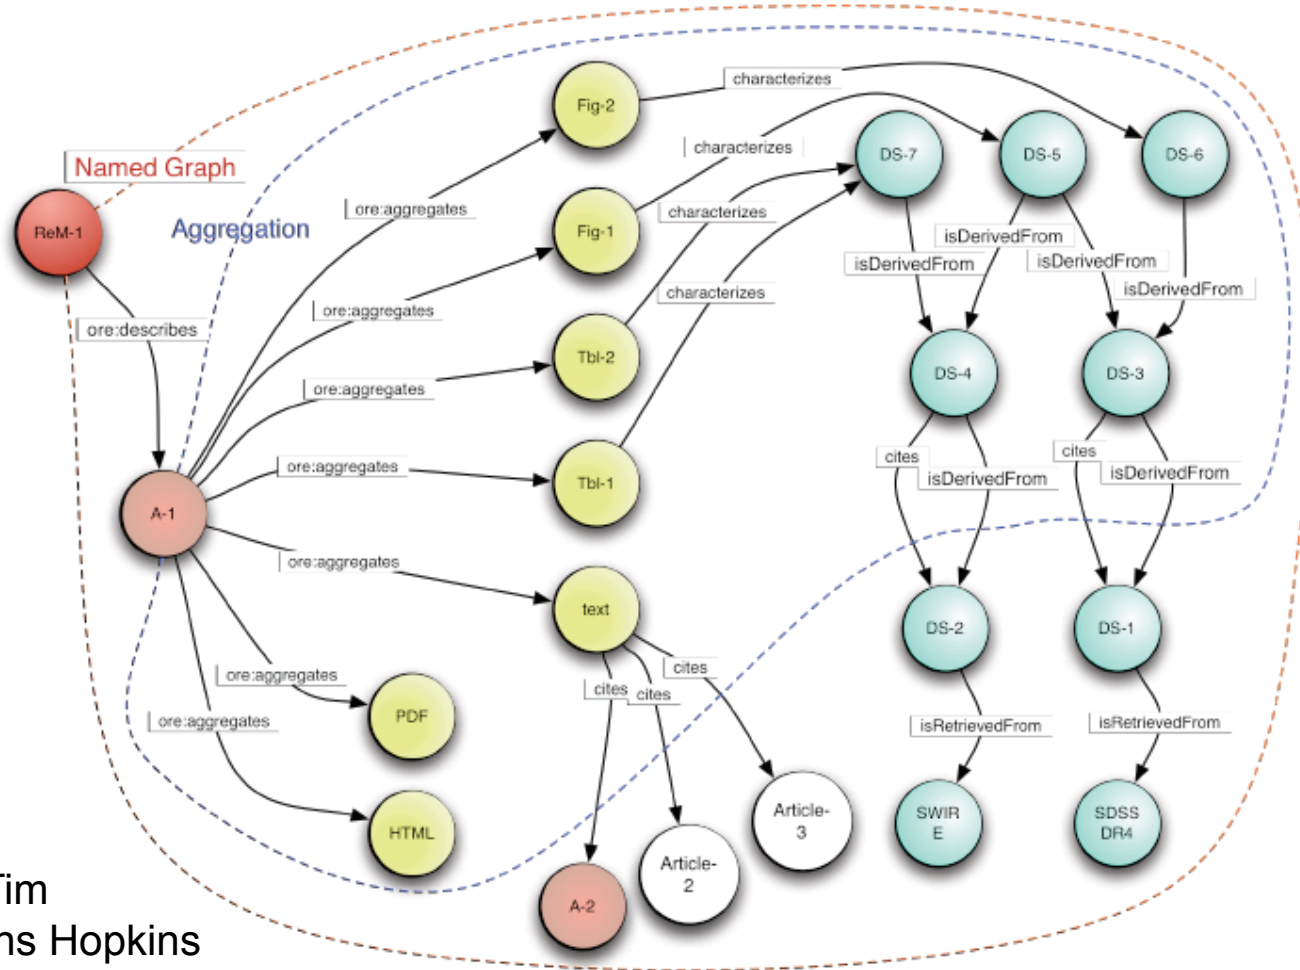 Fig-2
characterizes
DS-7
DS-5
DS-6
characterizes
Named Graph
ore:aggregates
characterizes
ReM-1
Aggregation
Fig-1
isDerivedFrom
isDerivedFrom
isDerivedFrom
isDerivedFrom
characterizes
ore:aggregates
ore:describes
Tbl-2
DS-4
DS-3
ore:aggregates
cites
cites
ore:aggregates
isDerivedFrom
isDerivedFrom
Tbl-1
A-1
ore:aggregates
text
DS-2
DS-1
cites
ore:aggregates
cites
cites
PDF
ore:aggregates
isRetrievedFrom
isRetrievedFrom
Article-
3
SWIR
E
SDSS
DR4
HTML
Article-
2
A-2
Tim
ns Hopkins